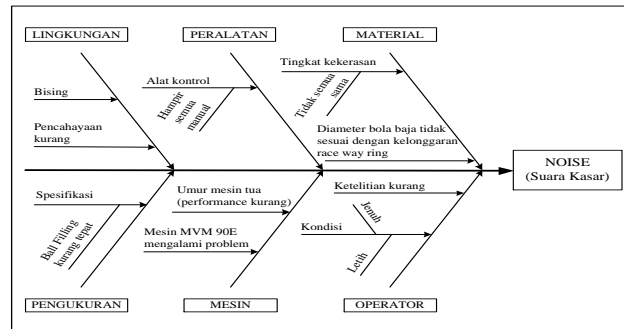 LINGKUNGAN
PERALATAN
MATERIAL
Bising
Pencahayaan
kurang
Alat kontrol
Hampir
semua
manual
Tingkat kekerasan
Tidak semua
sama
Diameter bola baja tidak
sesuai dengan kelonggaran
race way ring
NOISE
(Suara Kasar)
Spesifikasi
Ball Filling
kurang tepat
Umur mesin tua
(performance kurang)
Mesin MVM 90E
mengalami problem
Ketelitian kurang
Jenuh
Kondisi
Letih
PENGUKURAN
MESIN
OPERATOR